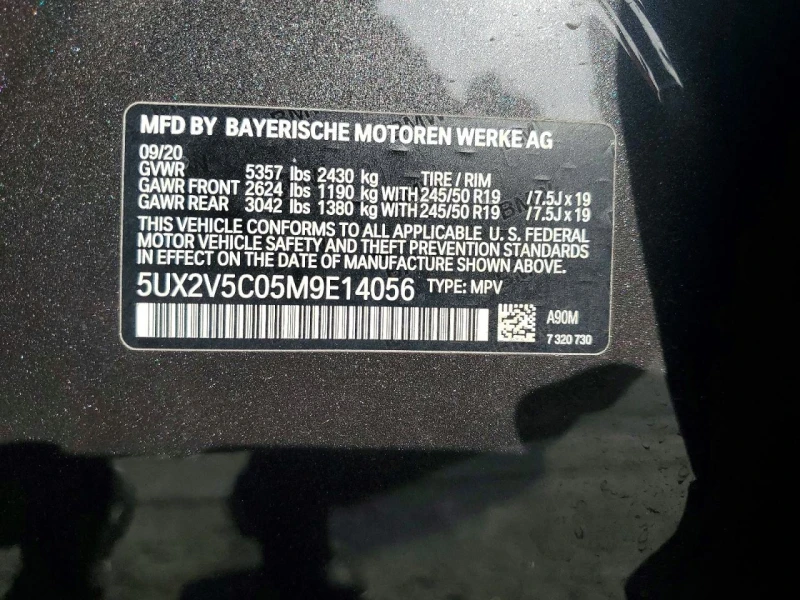 MFD BY BAYERISCHE MOTOREN WERKE AG
09/20
GVWR 5357 lbs 2430 kg TIRE / RIM
GAWR FRONT 2624 lbs 1190 kg WITH 245/50 R19 /7.5J x 19
GAWR REAR 3042 lbs 1380 kg WITH 245/50 R19 /7.5J x 19
THIS VEHICLE CONFORMS TO ALL APPLICABLE U. S. FEDERAL
MOTOR VEHICLE SAFETY AND THEFT PREVENTION STANDARDS
IN EFFECT ON THE DATE OF MANUFACTURE SHOWN ABOVE.
5UX2V5C05M9E14056 TYPE: MPV
A90M
7 320 730